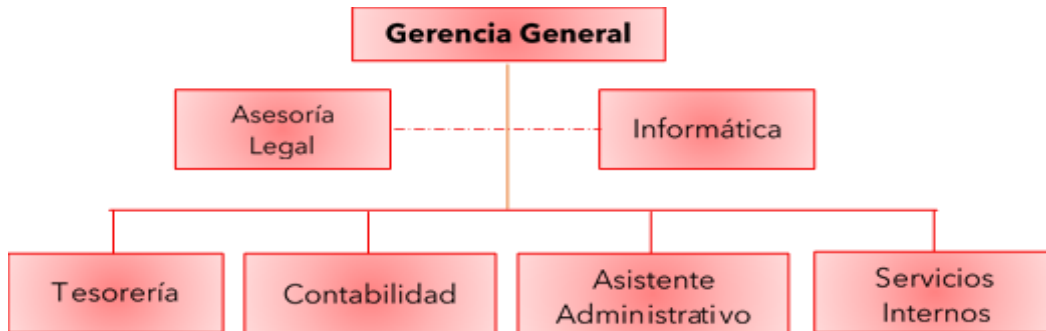 Gerencia General
Asesoría
Legal
Informática
Tesorería
Contabilidad
Asistente
Administrativo
Servicios
Internos